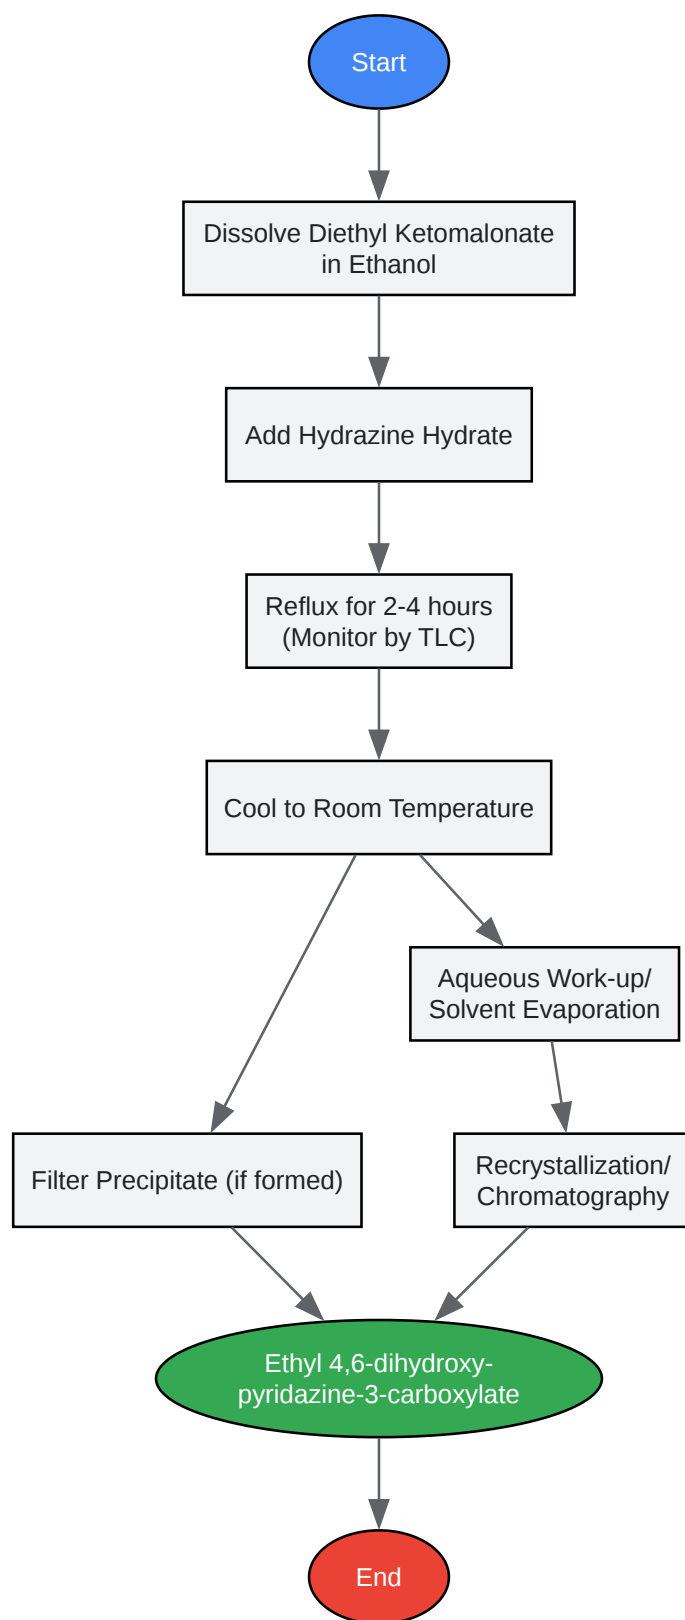 Start
Dissolve Diethyl Ketomalonate
in Ethanol
Add Hydrazine Hydrate
Reflux for 2-4 hours
(Monitor by TLC)
Cool to Room Temperature
Aqueous Work-up/
Solvent Evaporation
Filter Precipitate (if formed)
Recrystallization/
Chromatography
Ethyl 4,6-dihydroxy-
pyridazine-3-carboxylate
End